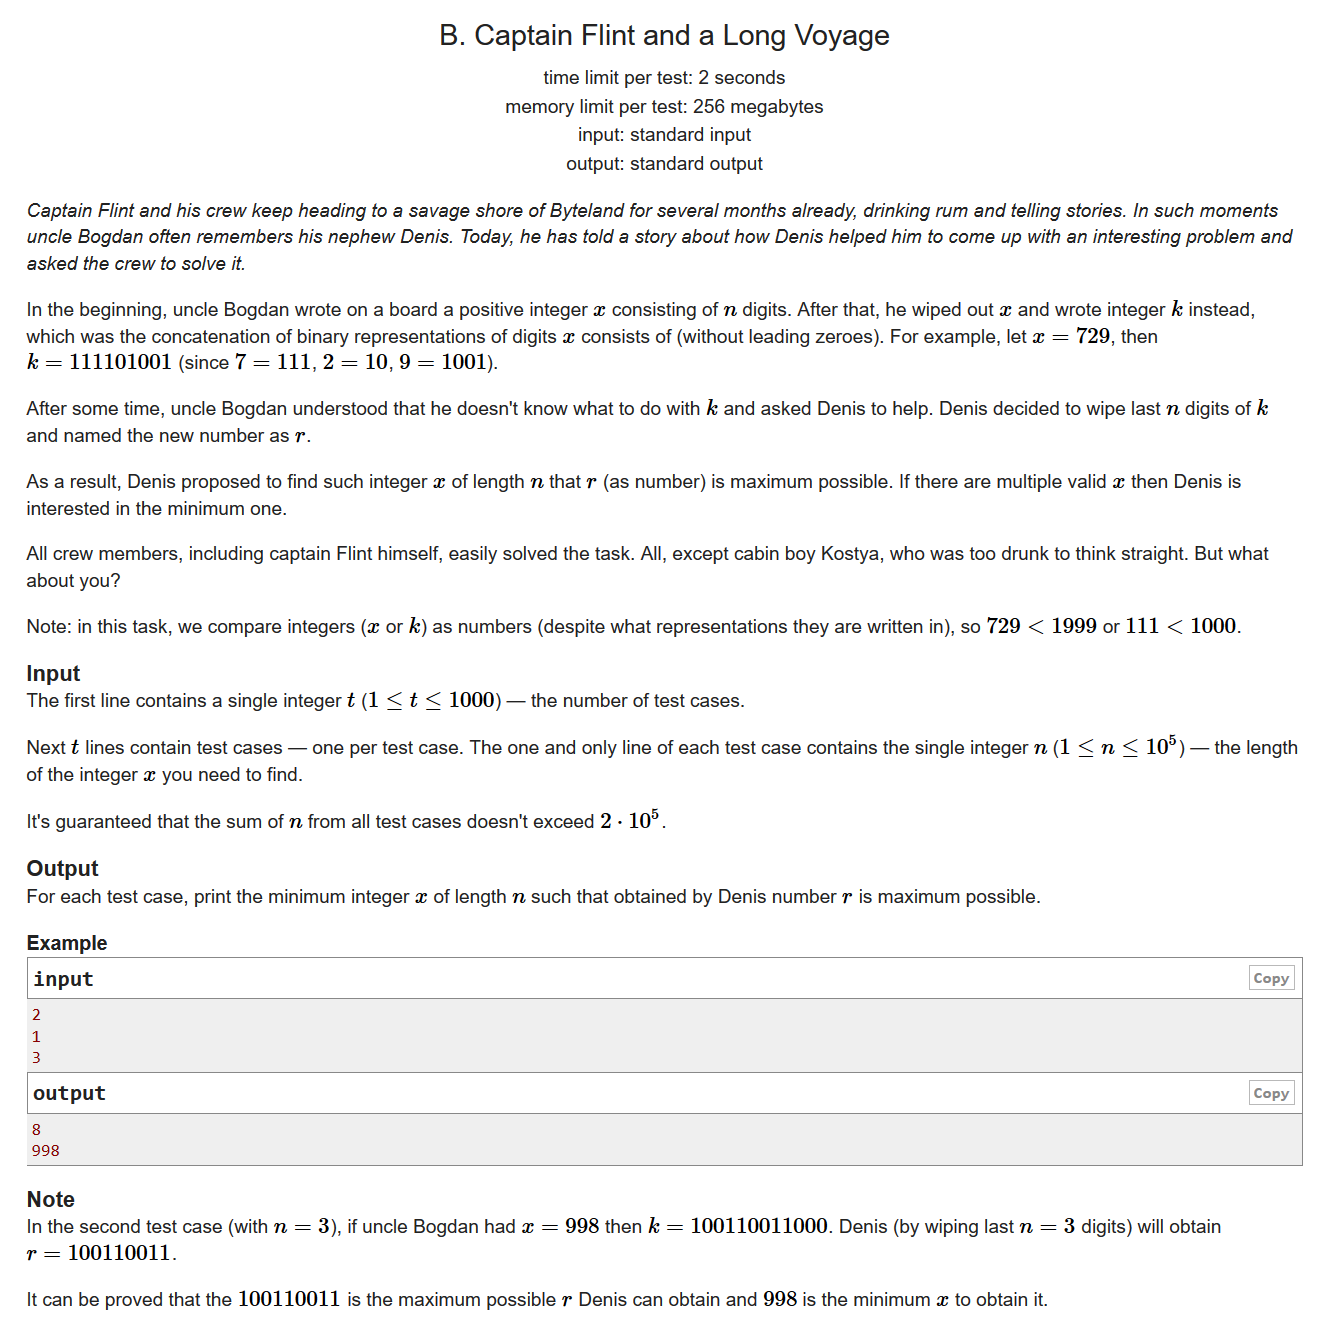 B. Captain Flint and a Long Voyage
time limit per test: 2 seconds
memory limit per test: 256 megabytes
input: standard input
output: standard output
Captain Flint and his crew keep heading to a savage shore of Byteland for several months already, drinking rum and telling stories. In such moments
uncle Bogdan often remembers his nephew Denis. Today, he has told a story about how Denis helped him to come up with an interesting problem and
asked the crew to solve it.
In the beginning, uncle Bogdan wrote on a board a positive integer x consisting of n digits. After that, he wiped out x and wrote integer k instead,
which was the concatenation of binary representations of digits x consists of (without leading zeroes). For example, let x = 729, then
k = 111101001 (since 7 = 111, 2 = 10, 9 = 1001).
After some time, uncle Bogdan understood that he doesn't know what to do with k and asked Denis to help. Denis decided to wipe last n digits of k
and named the new number as r.
As a result, Denis proposed to find such integer x of length n that r (as number) is maximum possible. If there are multiple valid x then Denis is
interested in the minimum one.
All crew members, including captain Flint himself, easily solved the task. All, except cabin boy Kostya, who was too drunk to think straight. But what
about you?
Note: in this task, we compare integers (x or k) as numbers (despite what representations they are written in), so 729 < 1999 or 111 < 1000.
Input
The first line contains a single integer t (1 ≤ t ≤ 1000) — the number of test cases.
Next t lines contain test cases — one per test case. The one and only line of each test case contains the single integer n (1 ≤ n ≤ 10⁵) — the length
of the integer x you need to find.
It's guaranteed that the sum of n from all test cases doesn't exceed 2 · 10⁵.
Output
For each test case, print the minimum integer x of length n such that obtained by Denis number r is maximum possible.
Example
input
Copy
2
1
3
output
Copy
8
998
Note
In the second test case (with n = 3), if uncle Bogdan had x = 998 then k = 100110011000. Denis (by wiping last n = 3 digits) will obtain
r = 100110011.
It can be proved that the 100110011 is the maximum possible r Denis can obtain and 998 is the minimum x to obtain it.